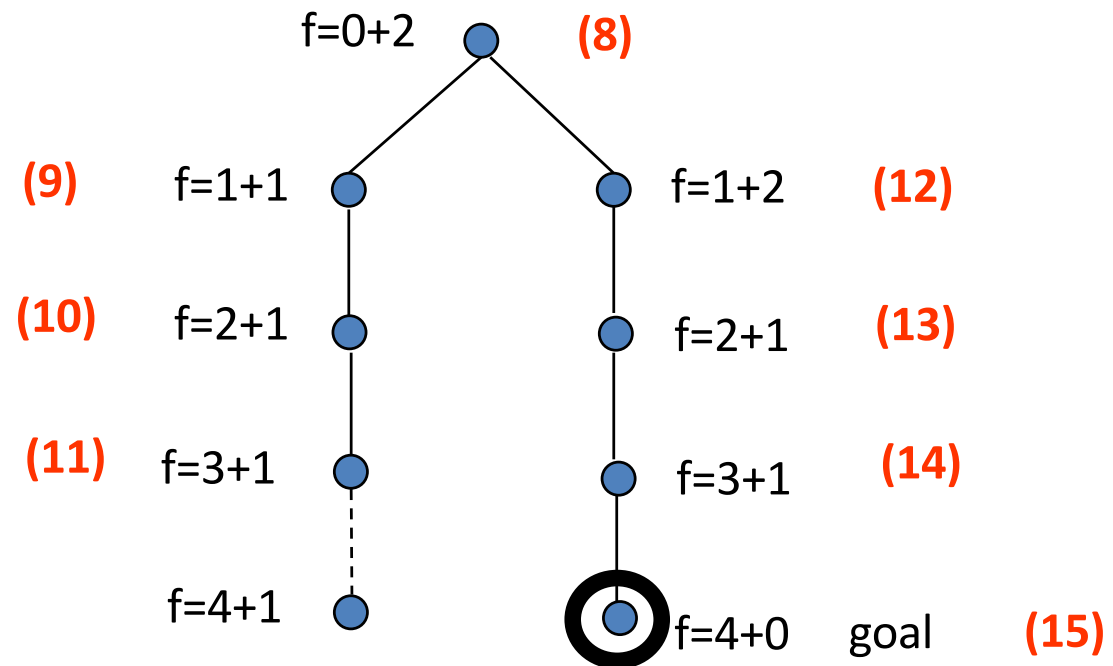 f=0+2 (8)
(9) f=1+1 f=1+2 (12)
(10) f=2+1 f=2+1 (13)
(11) f=3+1 f=3+1 (14)
f=4+1 f=4+0 goal (15)